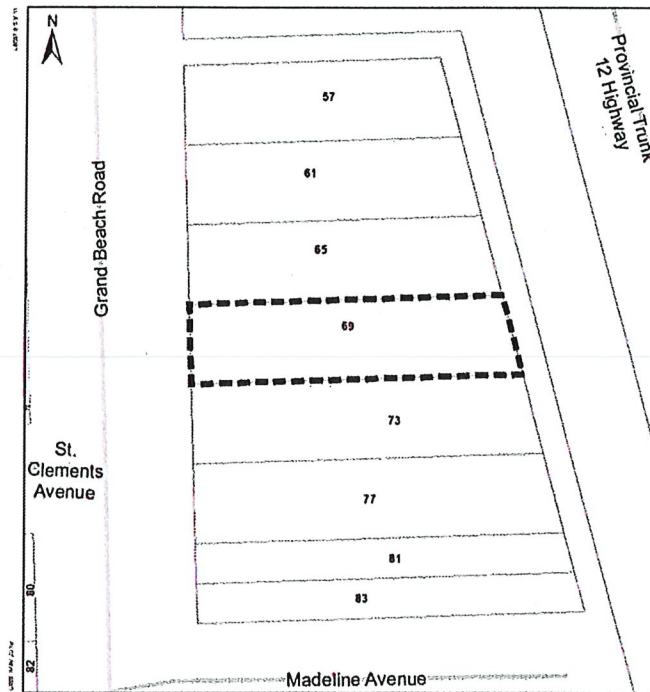 N
57
61
65
69
73
77
81
83
Grand Beach Road
Provincial Trunk
12 Highway
St.
Clements
Avenue
80
82
Madeline Avenue